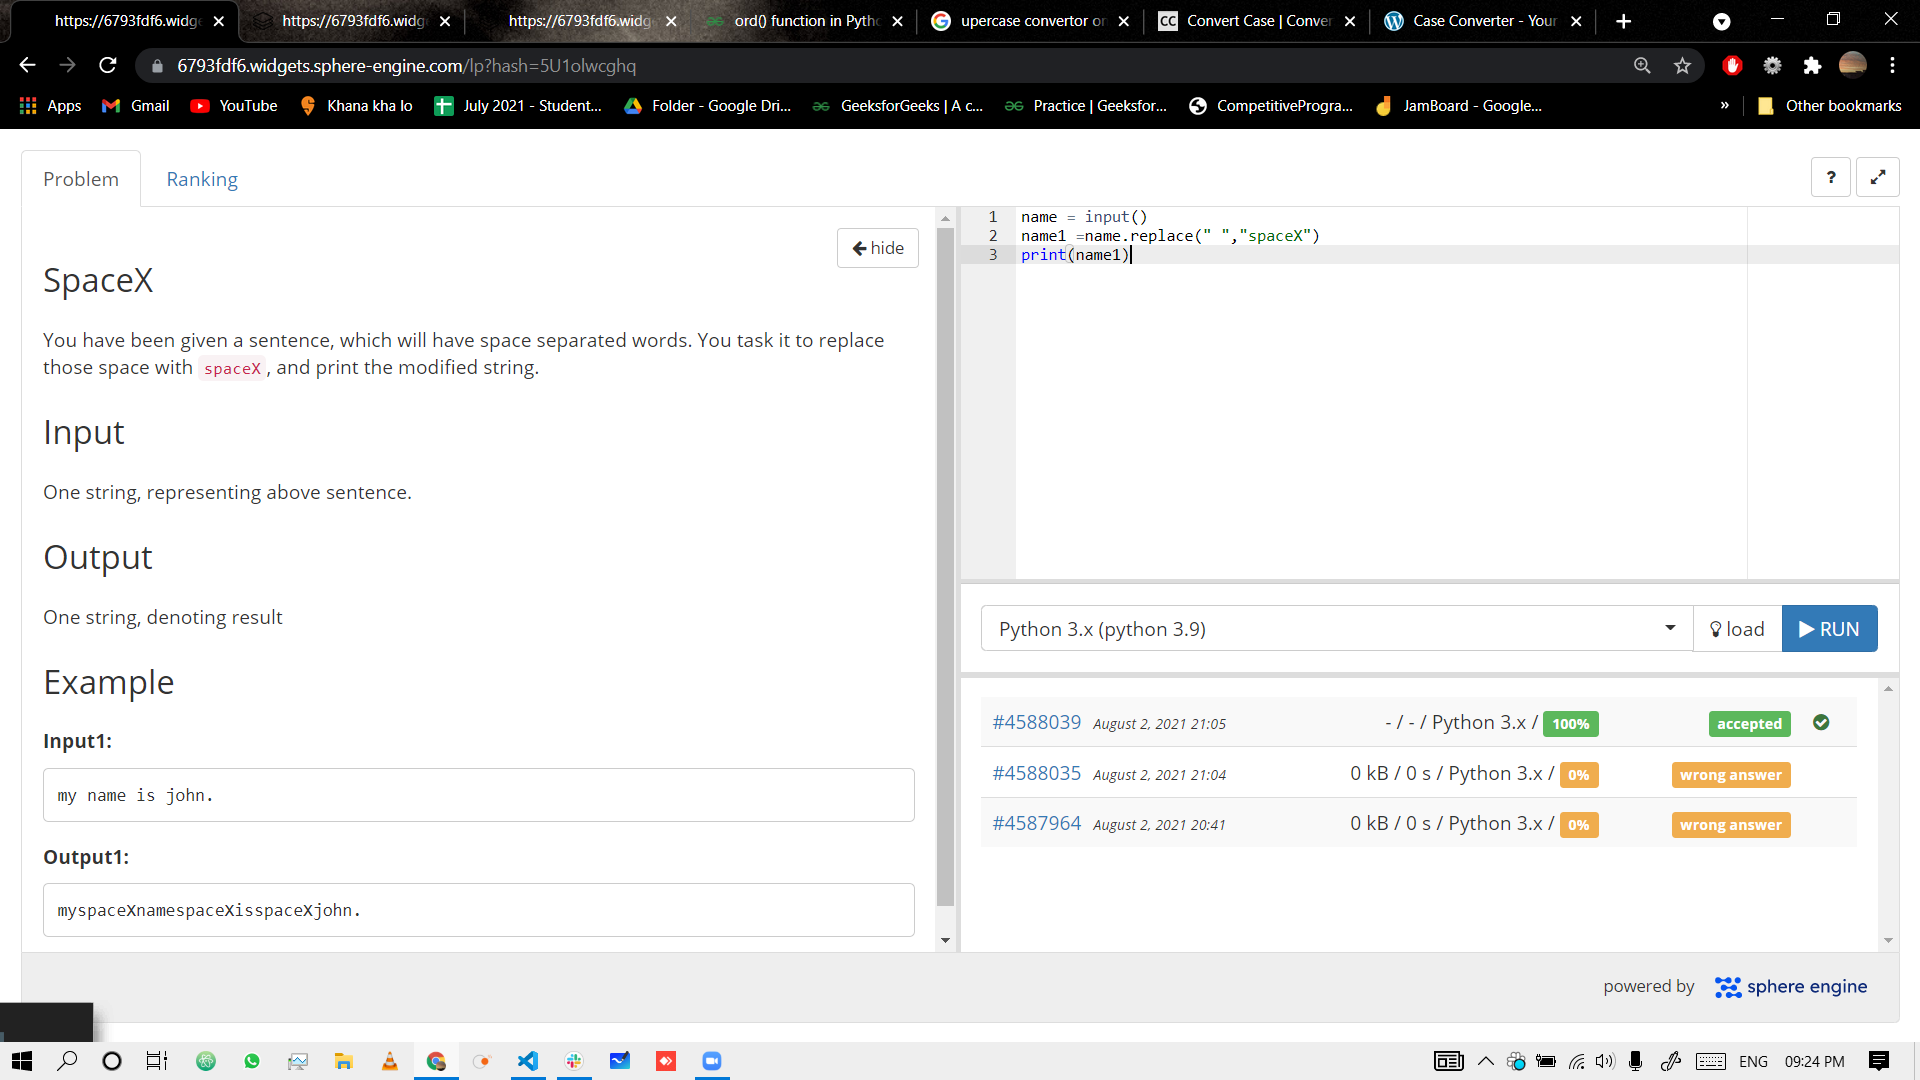 https://6793fdf6.widge
https://6793fdf6.widg
https://6793fdf6.widg
ord() function in Pytho
upercase convertor or
CC Convert Case | Conver
Case Converter - Your
6793fdf6.widgets.sphere-engine.com/lp?hash=5U1olwcghq
Apps
Gmail
YouTube
Khana kha lo
July 2021 - Student...
Folder - Google Dri...
GeeksforGeeks | A c...
Practice | Geeksfor...
CompetitiveProgra...
JamBoard - Google...
»
Other bookmarks
Problem
Ranking
?
hide
SpaceX
You have been given a sentence, which will have space separated words. You task it to replace
those space with spaceX, and print the modified string.
Input
One string, representing above sentence.
Output
One string, denoting result
Example
Input1:
my name is john.
Output1:
myspaceXnamespaceXisspaceXjohn.
1 name = input()
2 name1 =name.replace(" ","spaceX")
3 print(name1)
Python 3.x (python 3.9)
load
RUN
#4588039 August 2, 2021 21:05 - / - / Python 3.x / 100% accepted
#4588035 August 2, 2021 21:04 0 kB / 0 s / Python 3.x / 0% wrong answer
#4587964 August 2, 2021 20:41 0 kB / 0 s / Python 3.x / 0% wrong answer
powered by sphere engine
ENG 09:24 PM